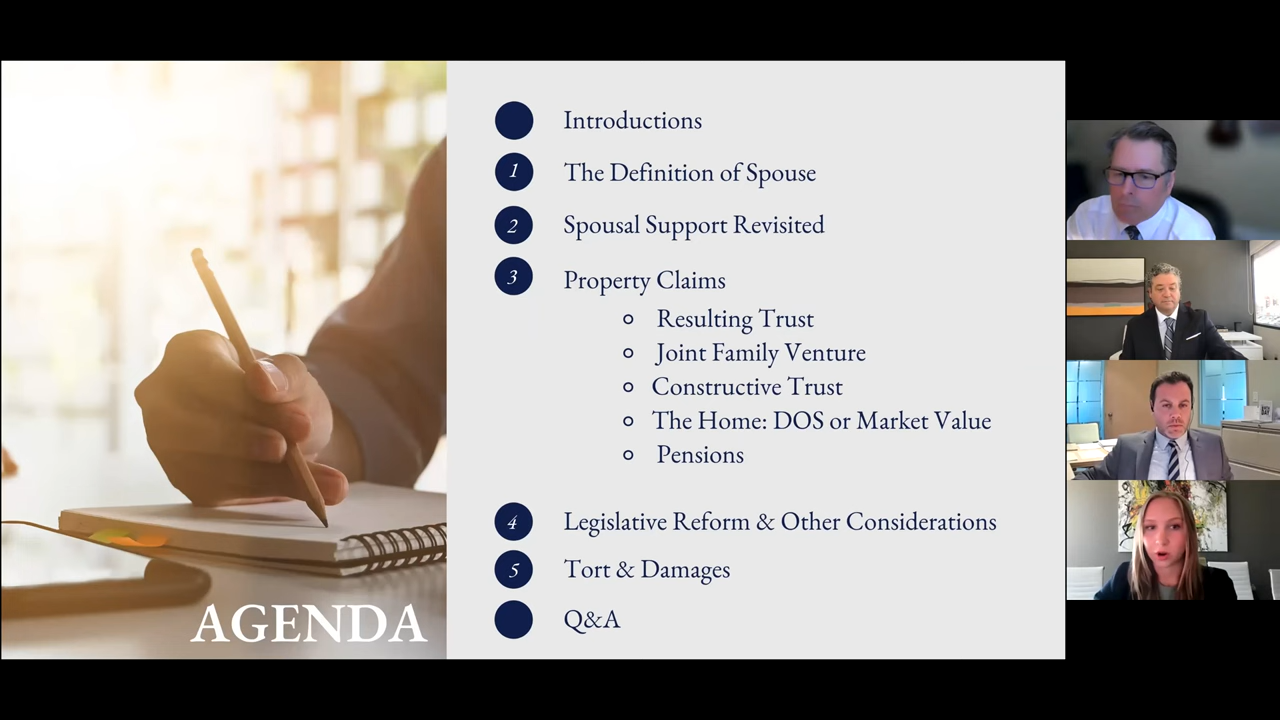 Introductions
1 The Definition of Spouse
2 Spousal Support Revisited
3 Property Claims
Resulting Trust
Joint Family Venture
Constructive Trust
The Home: DOS or Market Value
Pensions
4 Legislative Reform & Other Considerations
5 Tort & Damages
Q&A
AGENDA